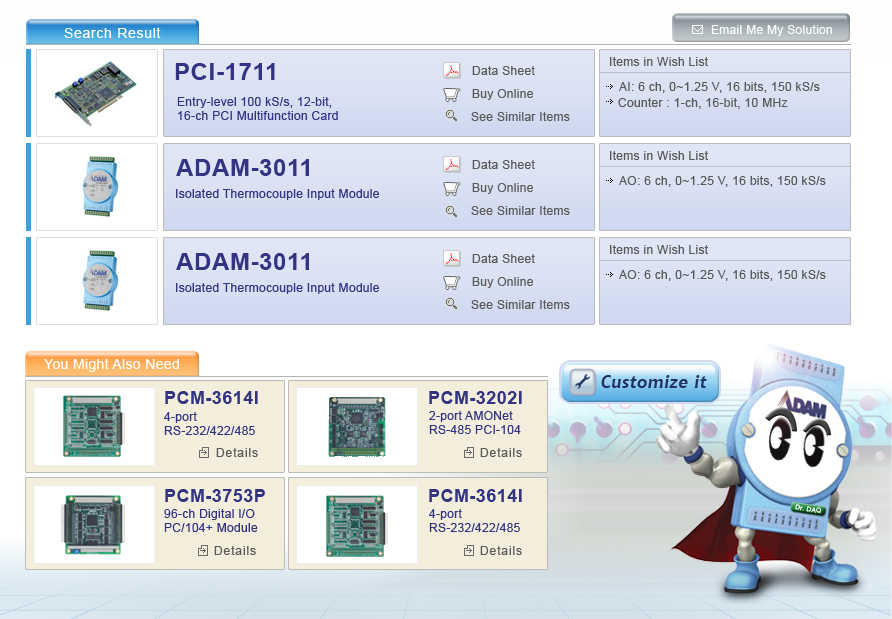 Search Result
Email Me My Solution
PCI-1711
Entry-level 100 kS/s, 12-bit,
16-ch PCI Multifunction Card
Data Sheet
Buy Online
See Similar Items
Items in Wish List
AI: 6 ch, 0~1.25 V, 16 bits, 150 kS/s
Counter : 1-ch, 16-bit, 10 MHz
ADAM
ADAM-3011
Isolated Thermocouple Input Module
Data Sheet
Buy Online
See Similar Items
Items in Wish List
AO: 6 ch, 0~1.25 V, 16 bits, 150 kS/s
ADAM
ADAM-3011
Isolated Thermocouple Input Module
Data Sheet
Buy Online
See Similar Items
Items in Wish List
AO: 6 ch, 0~1.25 V, 16 bits, 150 kS/s
You Might Also Need
PCM-3614I
4-port
RS-232/422/485
Details
PCM-3202I
2-port AMONet
RS-485 PCI-104
Details
PCM-3753P
96-ch Digital I/O
PC/104+ Module
Details
PCM-3614I
4-port
RS-232/422/485
Details
Customize it
ADAM
Dr. DAQ